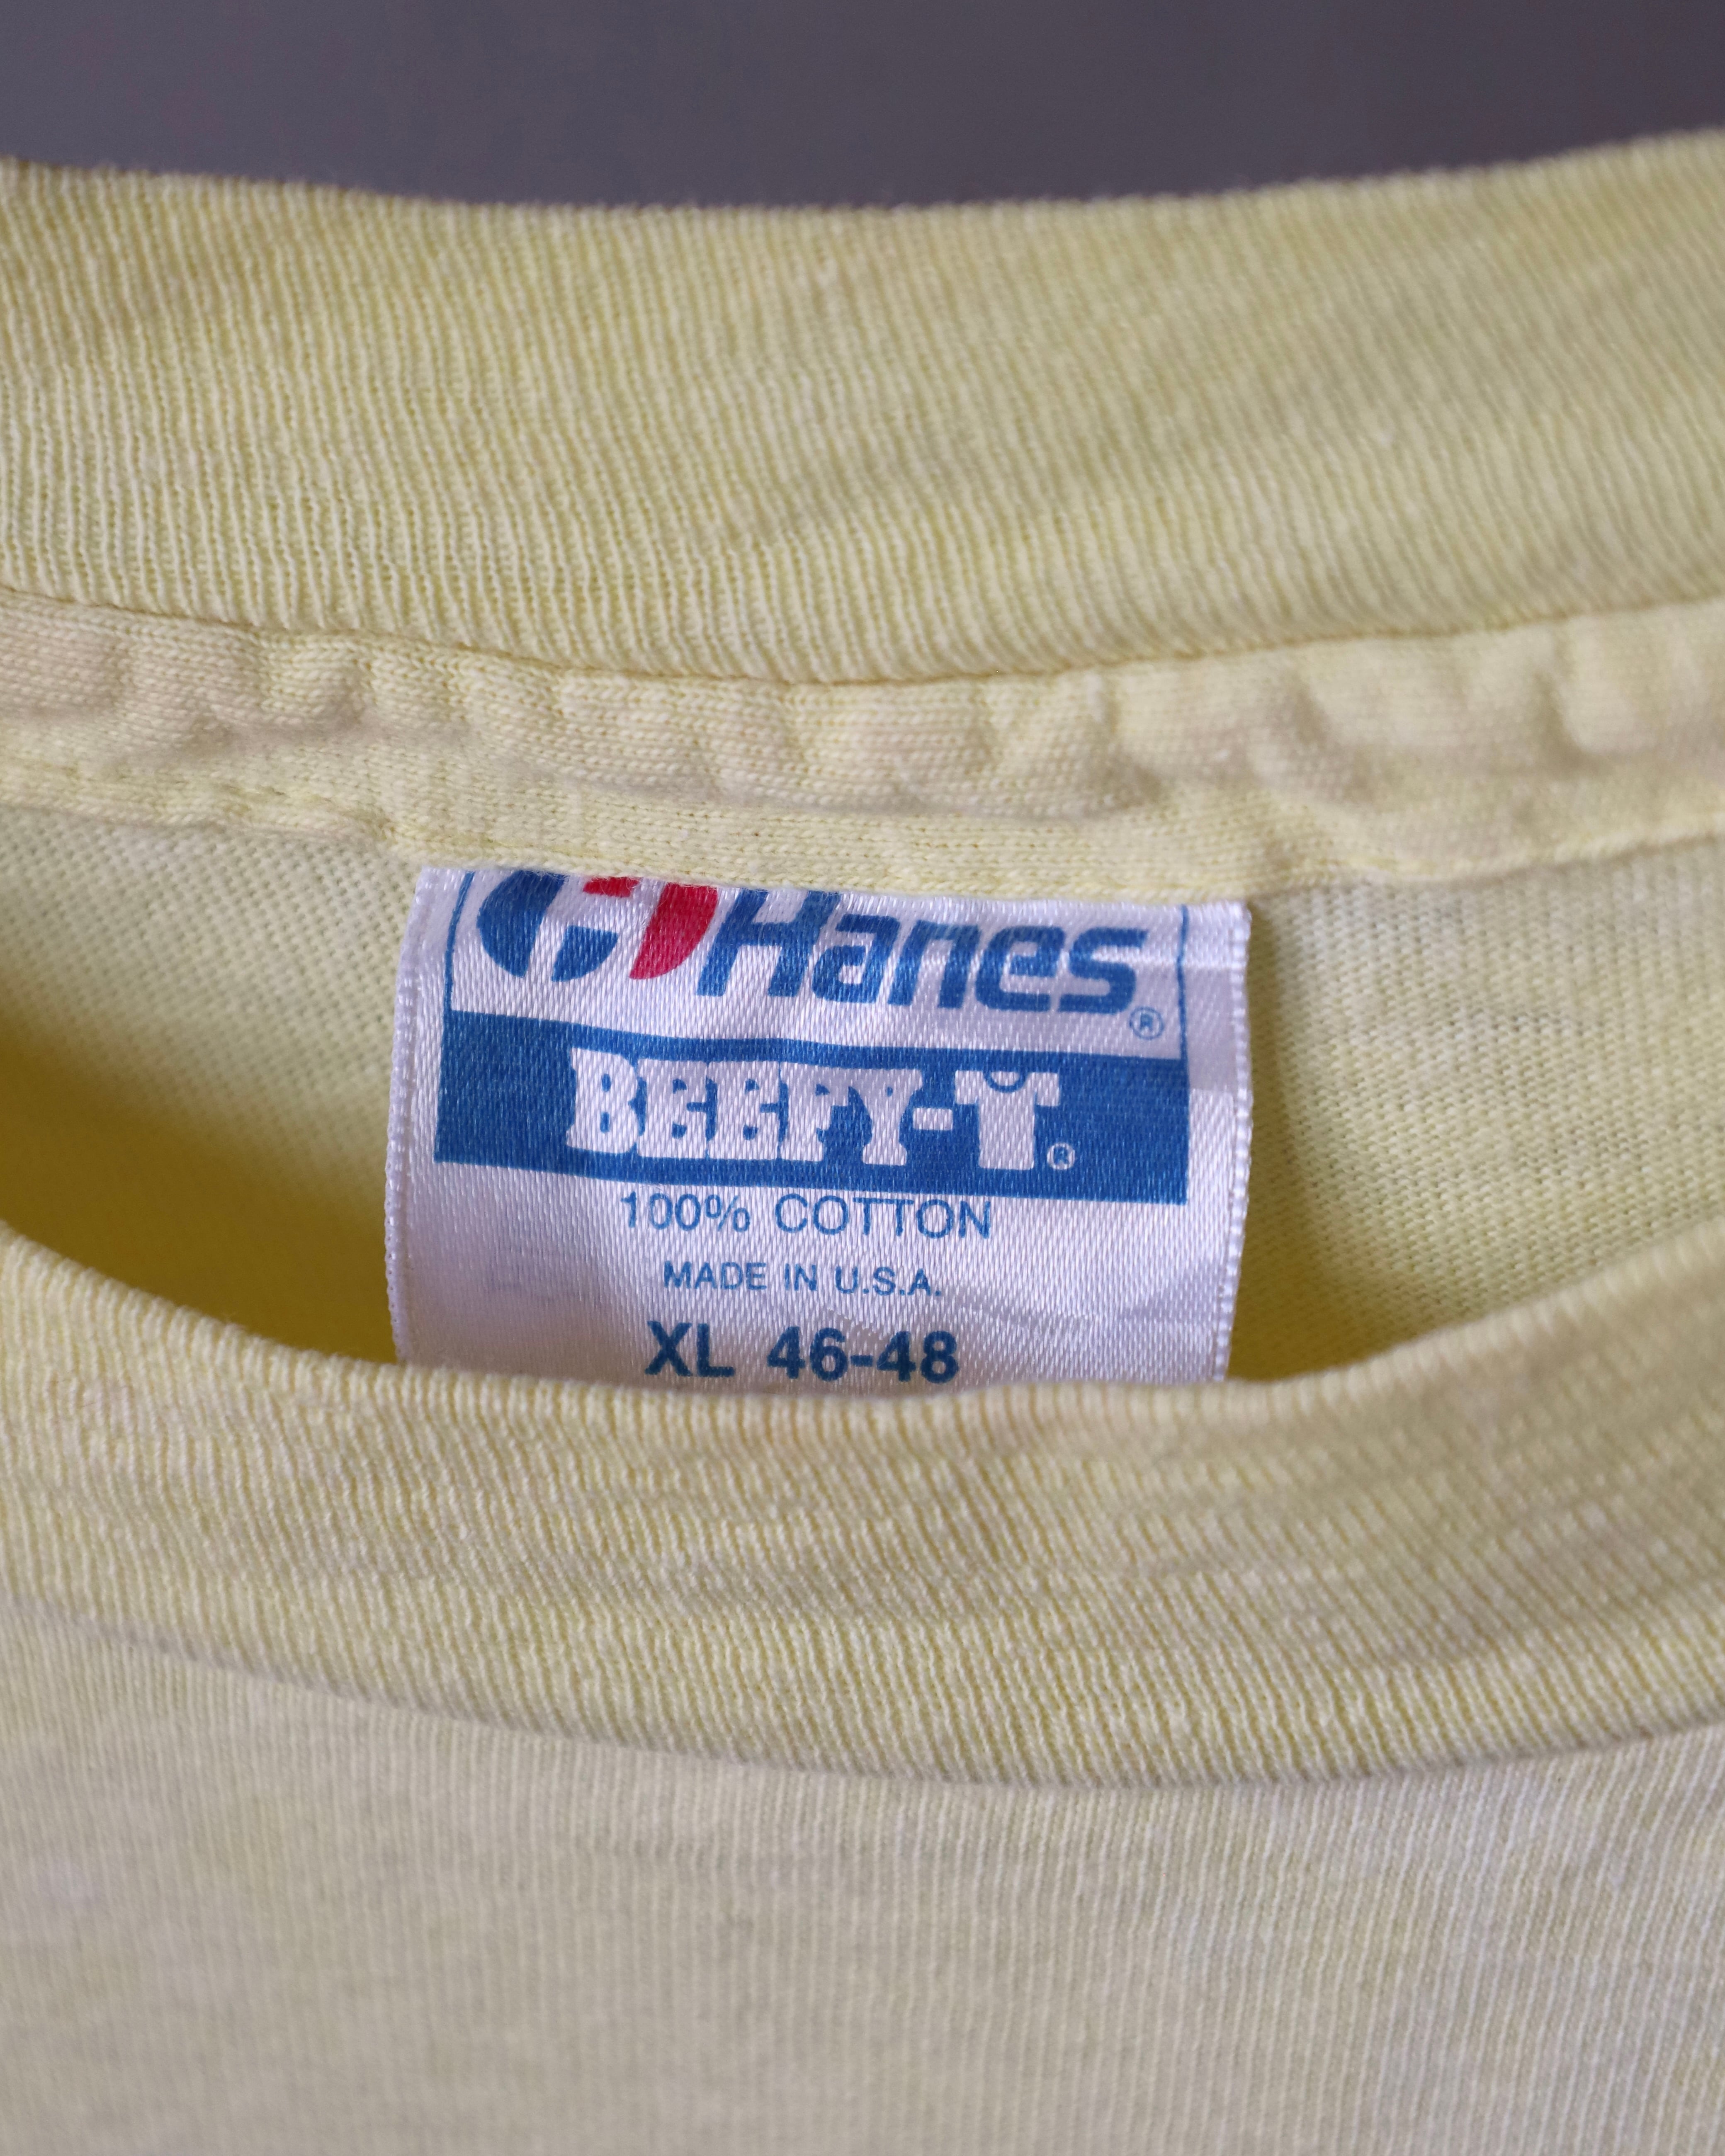 Hanes®
BEEFY-T®
100% COTTON
MADE IN U.S.A.
XL 46-48